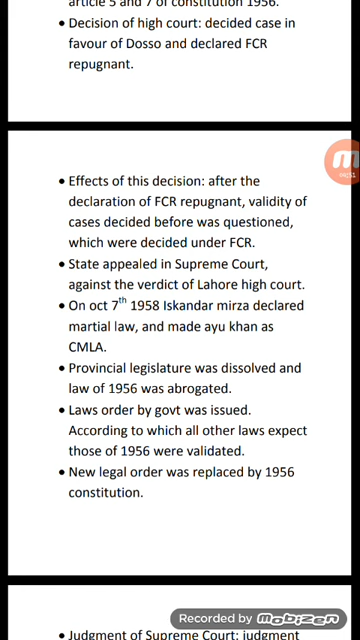 article 5 and 7 of constitution 1956.
• Decision of high court: decided case in
favour of Dosso and declared FCR
repugnant.
• Effects of this decision: after the
declaration of FCR repugnant, validity of
cases decided before was questioned,
which were decided under FCR.
• State appealed in Supreme Court,
against the verdict of Lahore high court.
• On oct 7th 1958 Iskandar mirza declared
martial law, and made ayu khan as
CMLA.
• Provincial legislature was dissolved and
law of 1956 was abrogated.
• Laws order by govt was issued.
According to which all other laws expect
those of 1956 were validated.
• New legal order was replaced by 1956
constitution.
Recorded by mobizen
• Judgment of Supreme Court: judgment